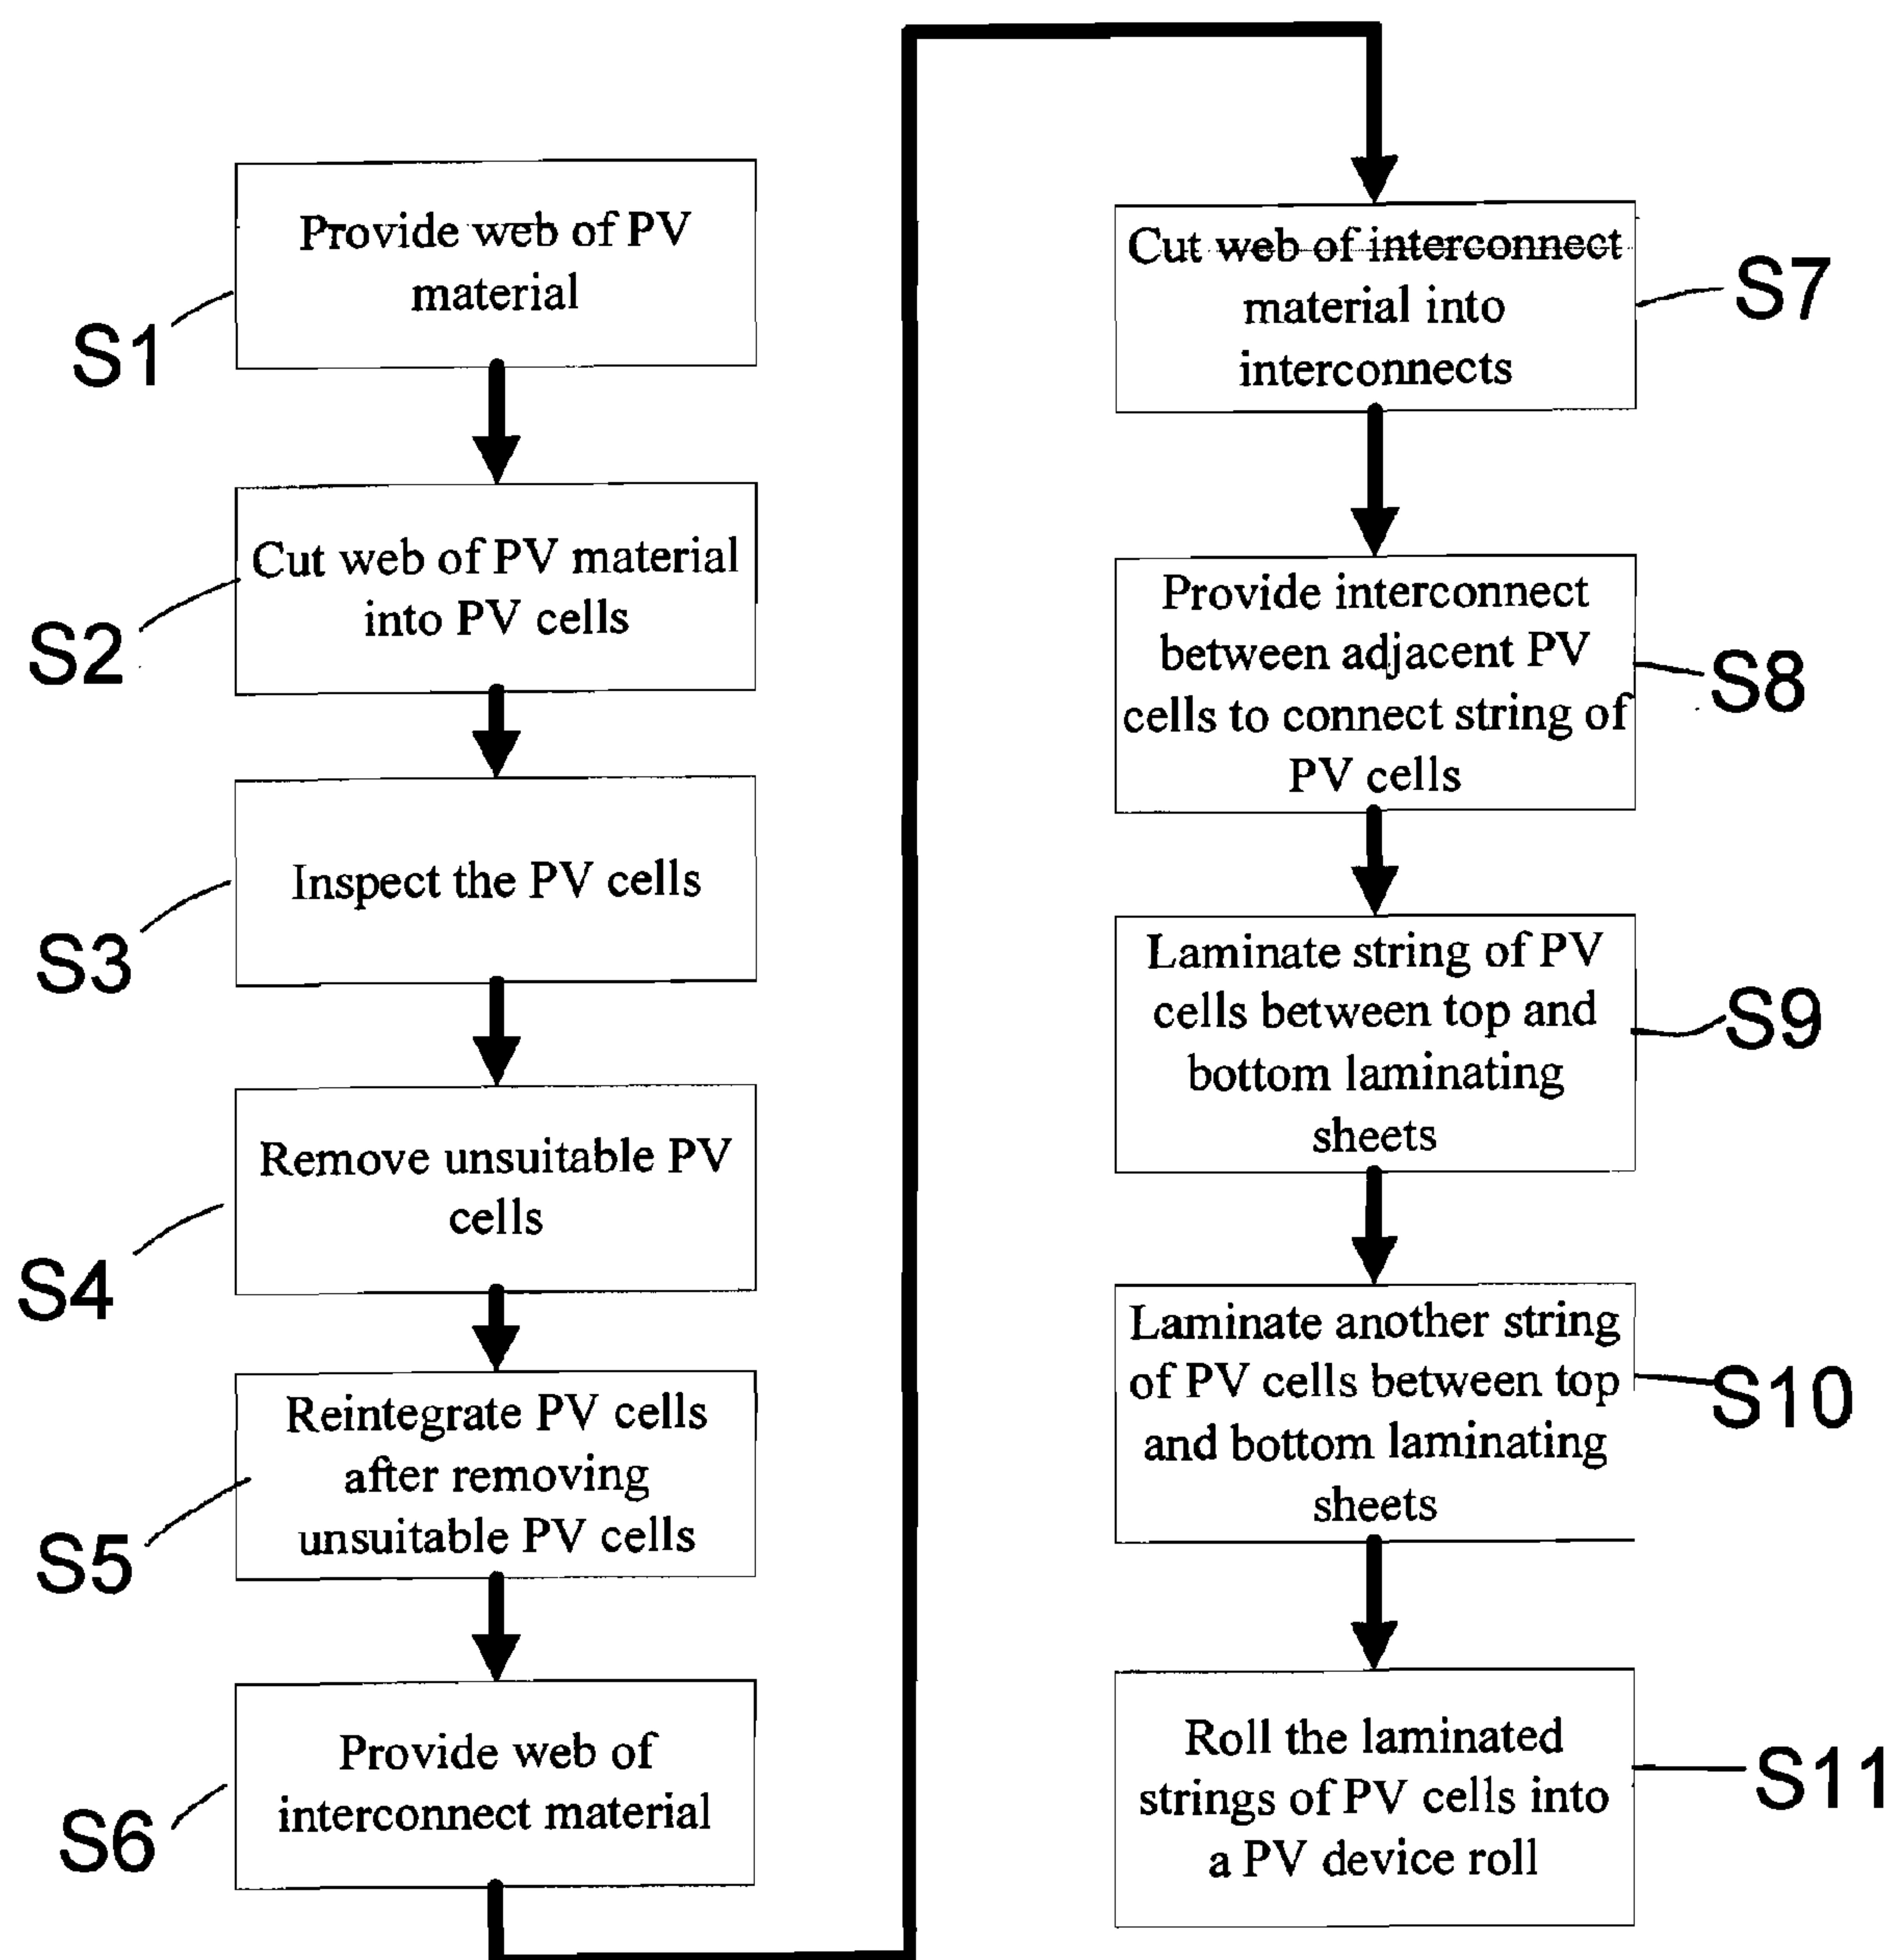 Provide web of PV
material
S1
Cut web of PV material
into PV cells
S2
Inspect the PV cells
S3
Remove unsuitable PV
cells
S4
Reintegrate PV cells
after removing
unsuitable PV cells
S5
Provide web of
interconnect material
S6
Cut web of interconnect
material into
interconnects
S7
Provide interconnect
between adjacent PV
cells to connect string of
PV cells
S8
Laminate string of PV
cells between top and
bottom laminating
sheets
S9
Laminate another string
of PV cells between top
and bottom laminating
sheets
S10
Roll the laminated
strings of PV cells into
a PV device roll
S11